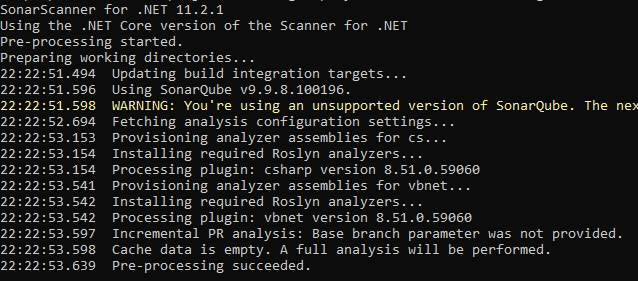 SonarScanner for .NET 11.2.1
Using the .NET Core version of the Scanner for .NET
Pre-processing started.
Preparing working directories...
22:22:51.494  Updating build integration targets...
22:22:51.596  Using SonarQube v9.9.8.100196.
22:22:51.598  WARNING: You're using an unsupported version of SonarQube. The nex
22:22:52.694  Fetching analysis configuration settings...
22:22:53.153  Provisioning analyzer assemblies for cs...
22:22:53.154  Installing required Roslyn analyzers...
22:22:53.154  Processing plugin: csharp version 8.51.0.59060
22:22:53.541  Provisioning analyzer assemblies for vbnet...
22:22:53.542  Installing required Roslyn analyzers...
22:22:53.542  Processing plugin: vbnet version 8.51.0.59060
22:22:53.597  Incremental PR analysis: Base branch parameter was not provided.
22:22:53.598  Cache data is empty. A full analysis will be performed.
22:22:53.639  Pre-processing succeeded.